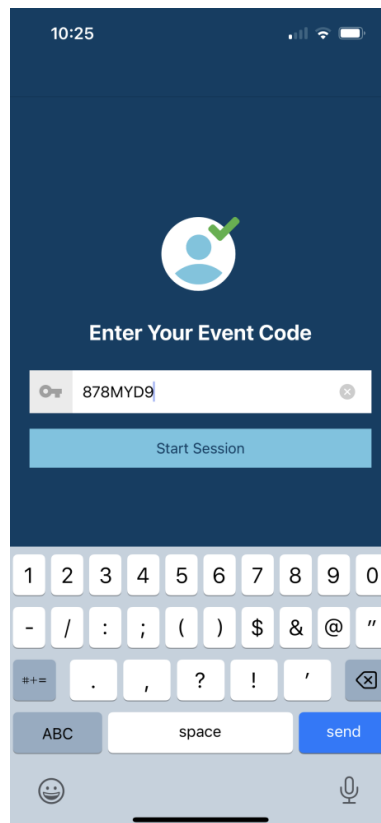 10:25
Enter Your Event Code
878MYD9
Start Session
1 2 3 4 5 6 7 8 9 0
- / : ; ( ) $ & @ "
#+= . , ? ! ' 
ABC space send